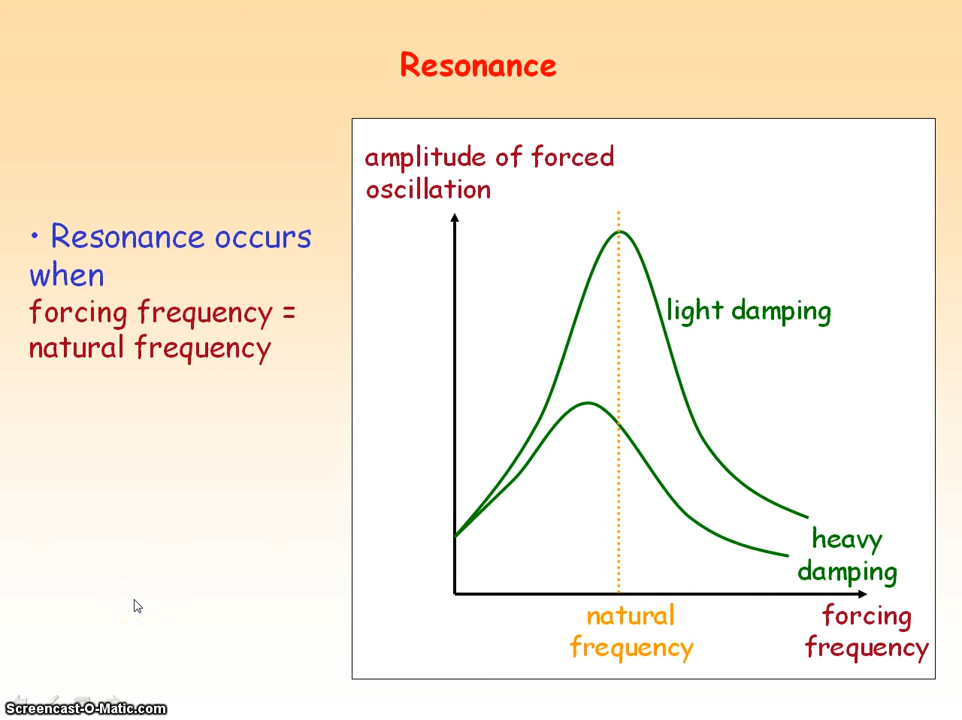 Resonance
• Resonance occurs
when
forcing frequency =
natural frequency
amplitude of forced
oscillation
light damping
heavy
damping
natural
frequency
forcing
frequency
Screencast-O-Matic.com